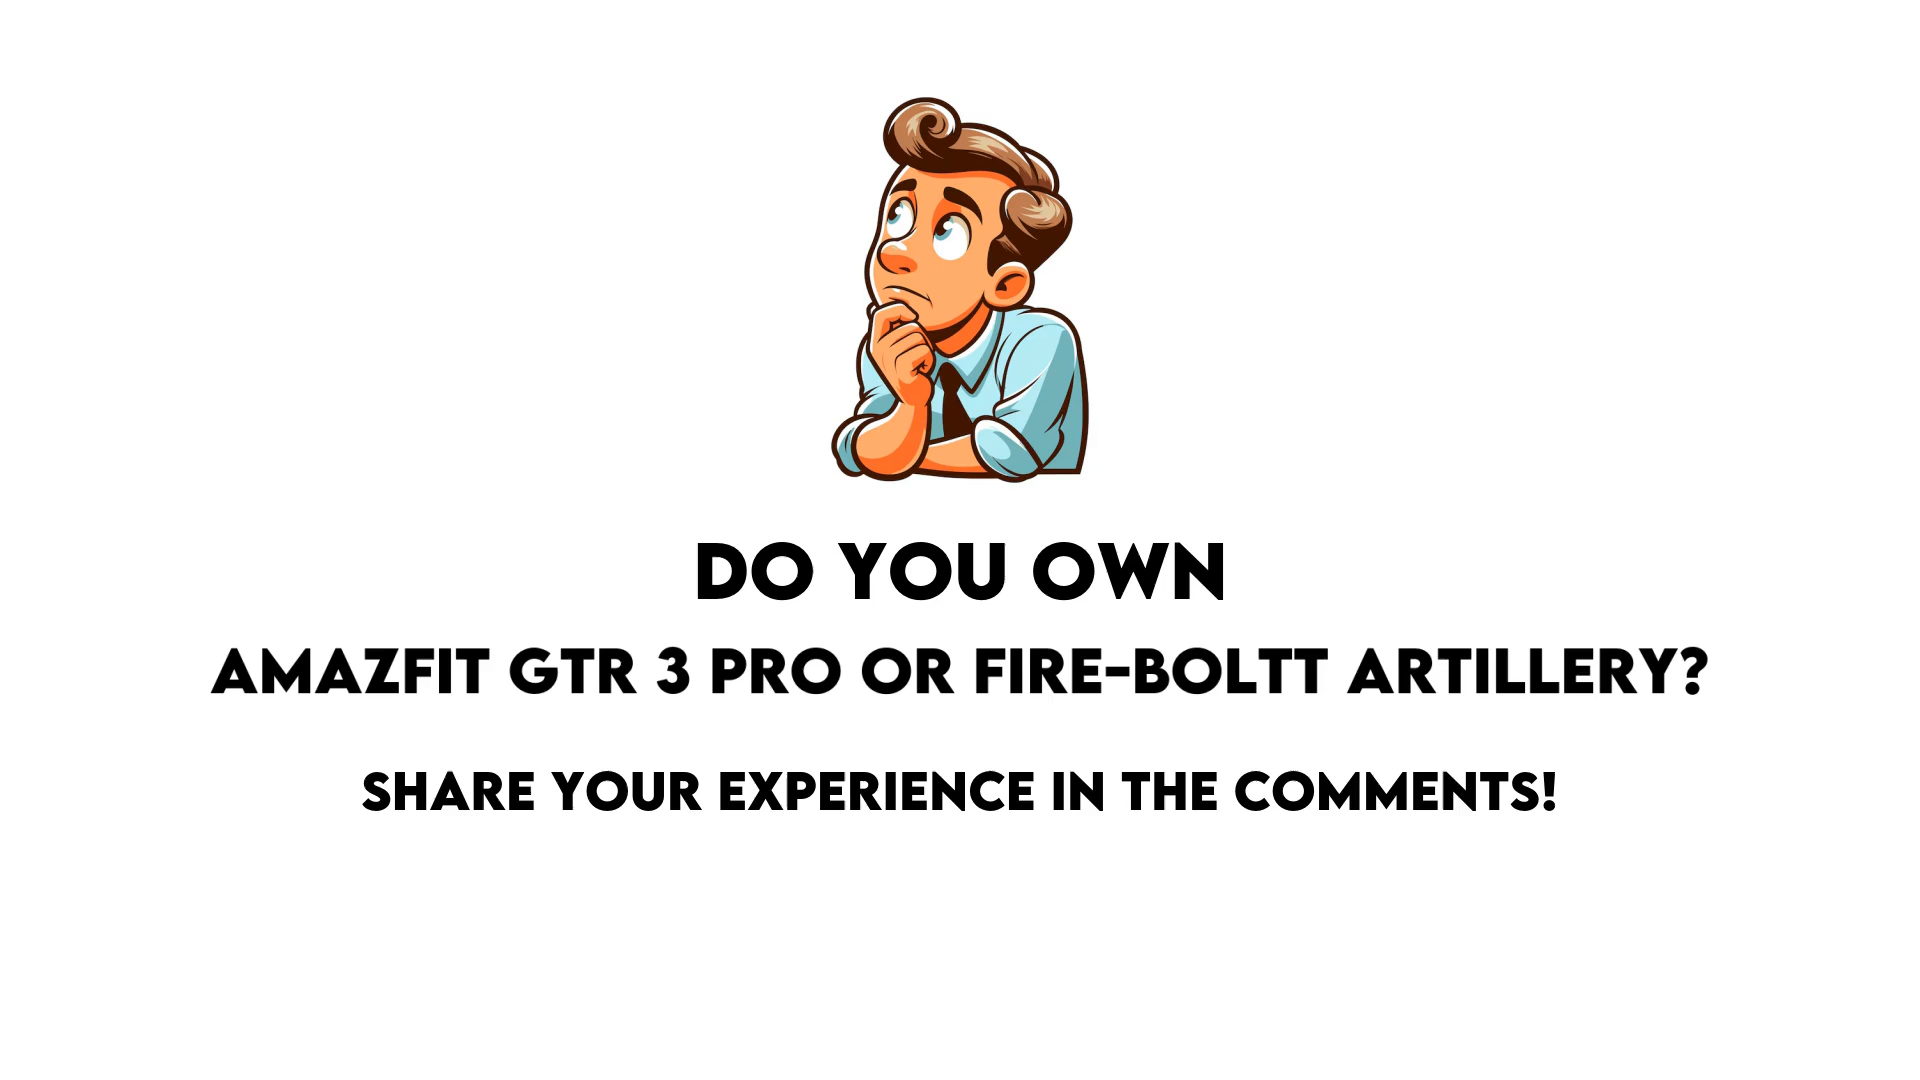 DO YOU OWN
AMAZFIT GTR 3 PRO OR FIRE-BOLTT ARTILLERY?
SHARE YOUR EXPERIENCE IN THE COMMENTS!